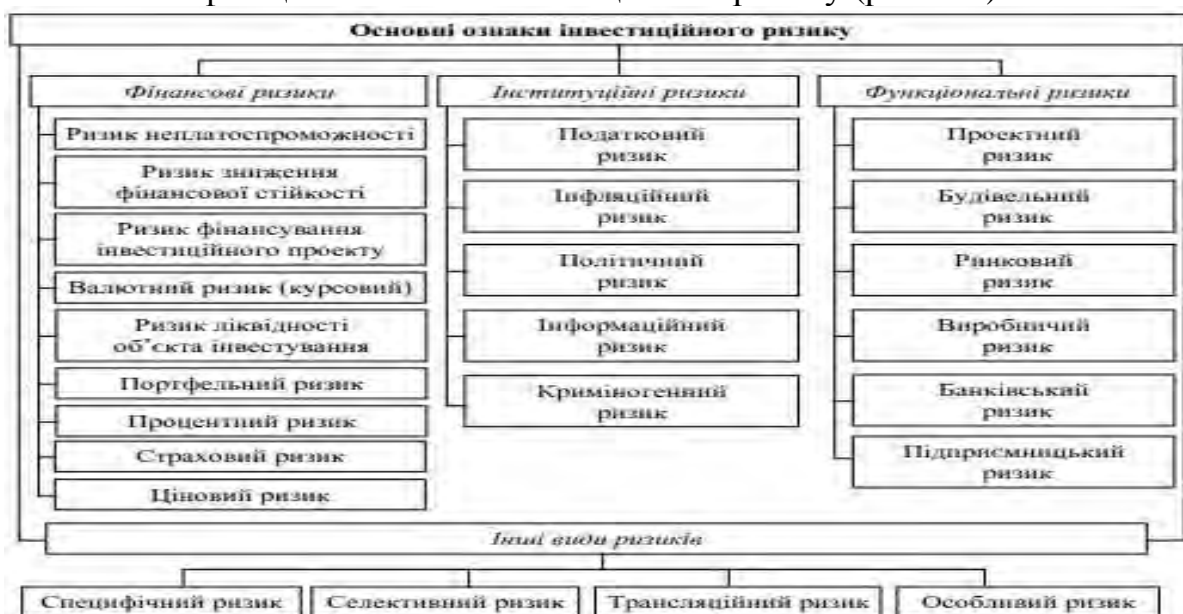 Основні ознаки інвестиційного ризику
Фінансові ризики
Ризик неплатоспроможності
Ризик зниження
фінансової стійкості
Ризик фінансування
інвестиційного проекту
Валютний ризик (курсовий)
Ризик ліквідності
об’єкта інвестування
Портфельний ризик
Процентний ризик
Страховий ризик
Ціновий ризик
Інституційні ризики
Податковий
ризик
Інфляційний
ризик
Політичний
ризик
Інформаційний
ризик
Криміногенний
ризик
Функціональні ризики
Проектний
ризик
Будівельний
ризик
Ринковий
ризик
Виробничий
ризик
Банківський
ризик
Підприємницький
ризик
Інші види ризиків
Специфічний ризик
Селективний ризик
Трансляційний ризик
Особливий ризик